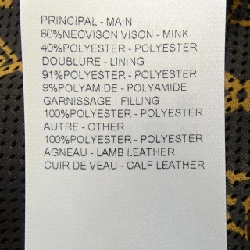 PRINCIPAL - MAIN
60%NEOVISON VISON - MINK
40%POLYESTER - POLYESTER
DOUBLURE - LINING
91%POLYESTER - POLYESTER
9%POLYAMIDE - POLYAMIDE
GARNISSAGE - FILLING
100%POLYESTER - POLYESTER
AUTRE - OTHER
100%POLYESTER - POLYESTER
AGNEAU - LAMB LEATHER
CUIR DE VEAU - CALF LEATHER